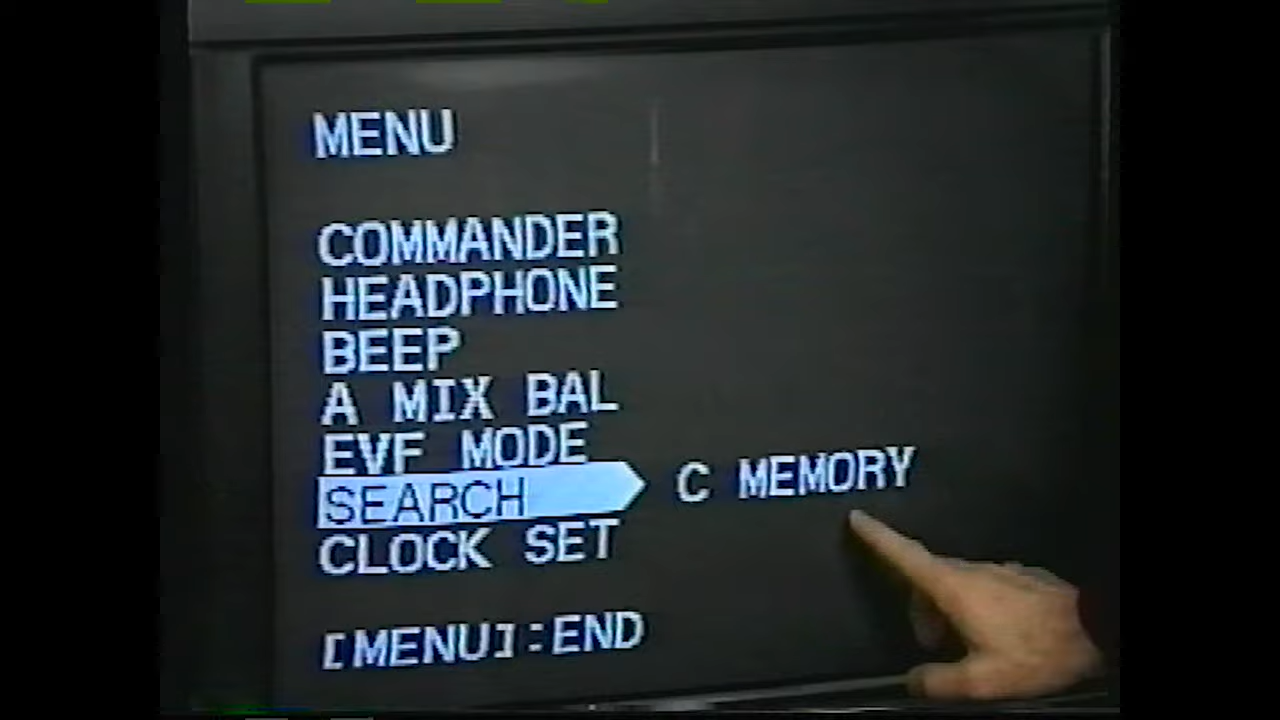 MENU
COMMANDER
HEADPHONE
BEEP
A MIX BAL
EVF MODE
SEARCH C MEMORY
CLOCK SET
[MENU]:END